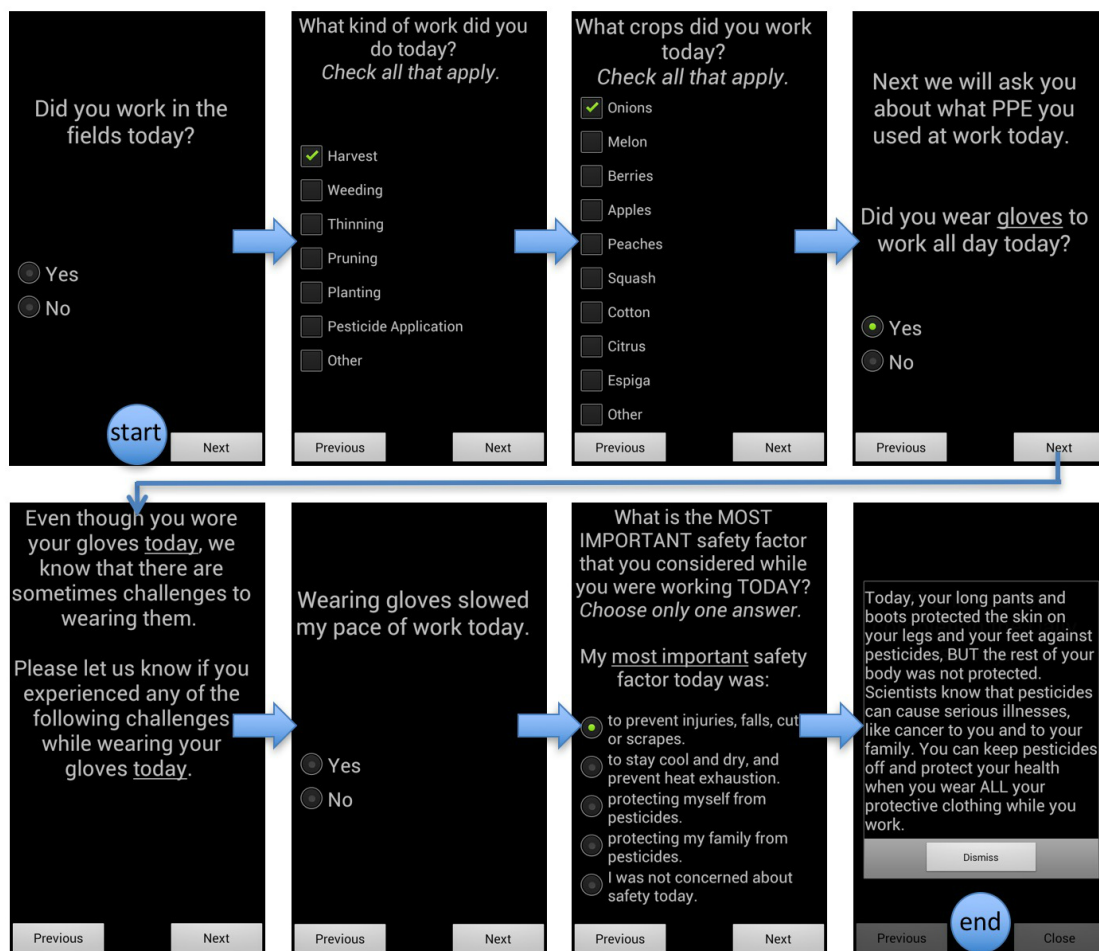 Did you work in the
fields today?
Yes
No
start
Next
What kind of work did you
do today?
Check all that apply.
Harvest
Weeding
Thinning
Pruning
Planting
Pesticide Application
Other
Previous
Next
What crops did you work
today?
Check all that apply.
Onions
Melon
Berries
Apples
Peaches
Squash
Cotton
Citrus
Espiga
Other
Previous
Next
Next we will ask you
about what PPE you
used at work today.
Did you wear gloves to
work all day today?
Yes
No
Previous
Next
Even though you wore
your gloves today, we
know that there are
sometimes challenges to
wearing them.
Please let us know if you
experienced any of the
following challenges
while wearing your
gloves today.
Previous
Next
Wearing gloves slowed
my pace of work today.
Yes
No
Previous
Next
What is the MOST
IMPORTANT safety factor
that you considered while
you were working TODAY?
Choose only one answer.
My most important safety
factor today was:
to prevent injuries, falls, cut
or scrapes.
to stay cool and dry, and
prevent heat exhaustion.
protecting myself from
pesticides.
protecting my family from
pesticides.
I was not concerned about
safety today.
Previous
Next
Today, your long pants and
boots protected the skin on
your legs and your feet against
pesticides, BUT the rest of your
body was not protected.
Scientists know that pesticides
can cause serious illnesses,
like cancer to you and to your
family. You can keep pesticides
off and protect your health
when you wear ALL your
protective clothing while you
work.
Dismiss
Previous
end
Close